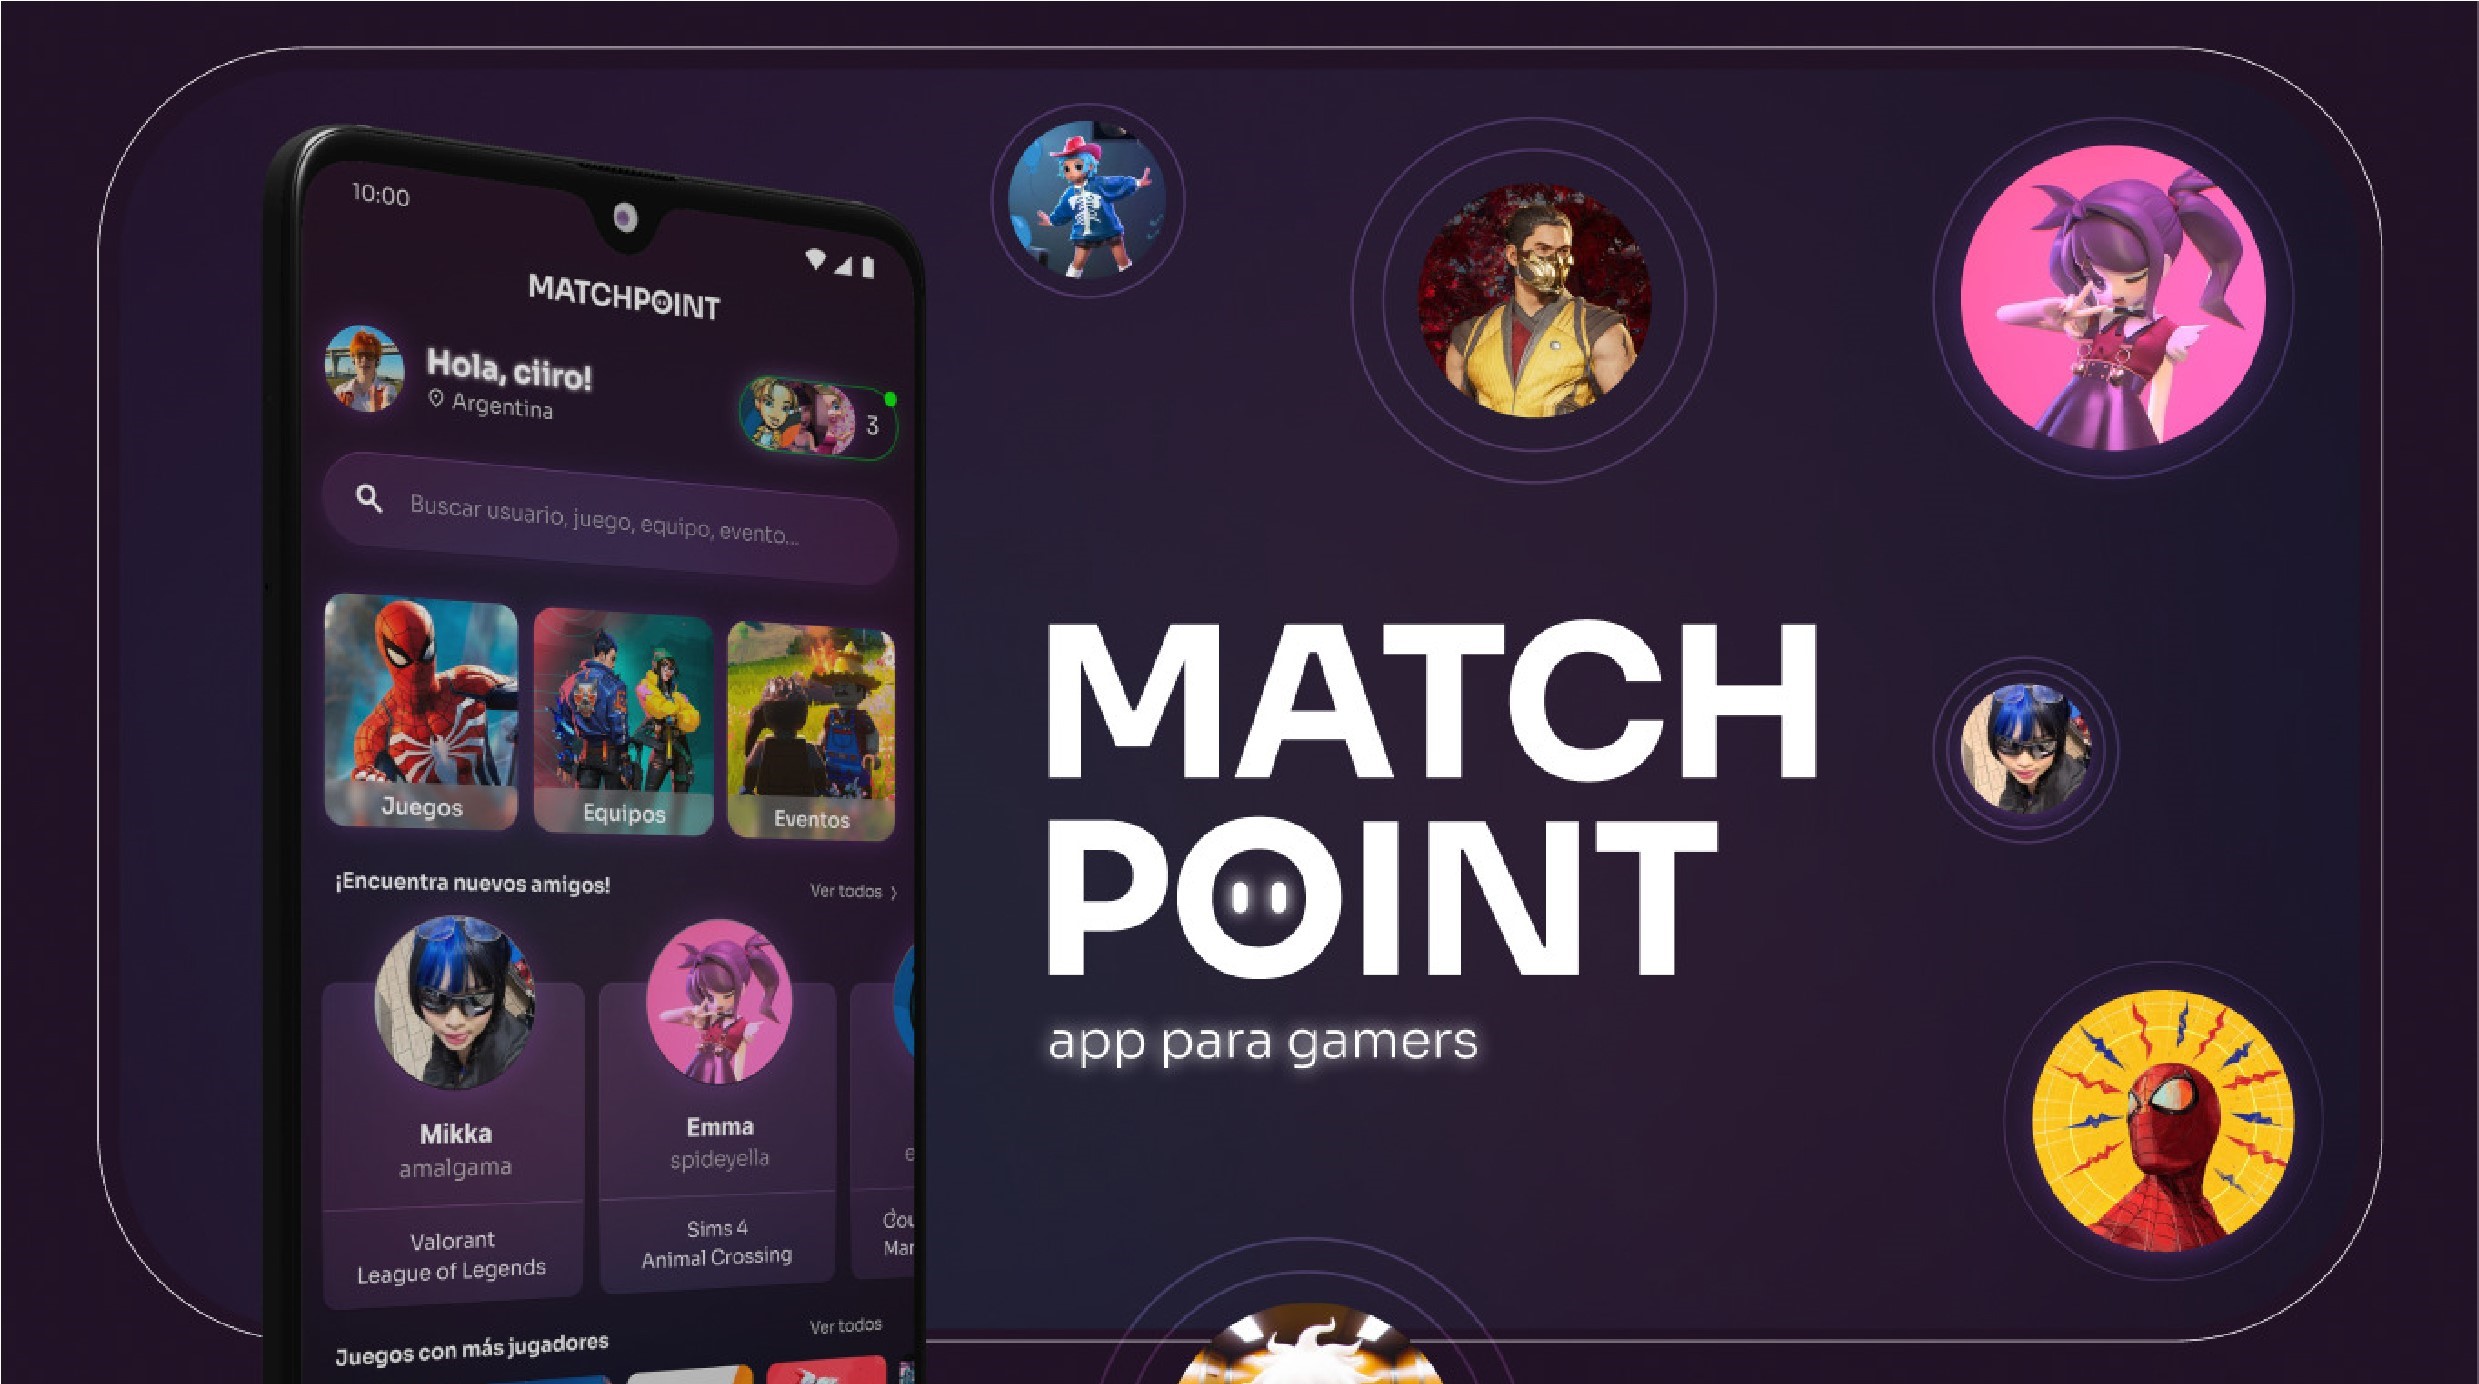 10:00
MATCHPOINT
Hola, ciiro!
Argentina
3
Buscar usuario, juego, equipo, evento...
Juegos
Equipos
Eventos
¡Encuentra nuevos amigos!
Ver todos
Mikka
amalgama
Valorant
League of Legends
Emma
spideyella
Sims 4
Animal Crossing
Juegos con más jugadores
Ver todos
MATCH
POINT
app para gamers